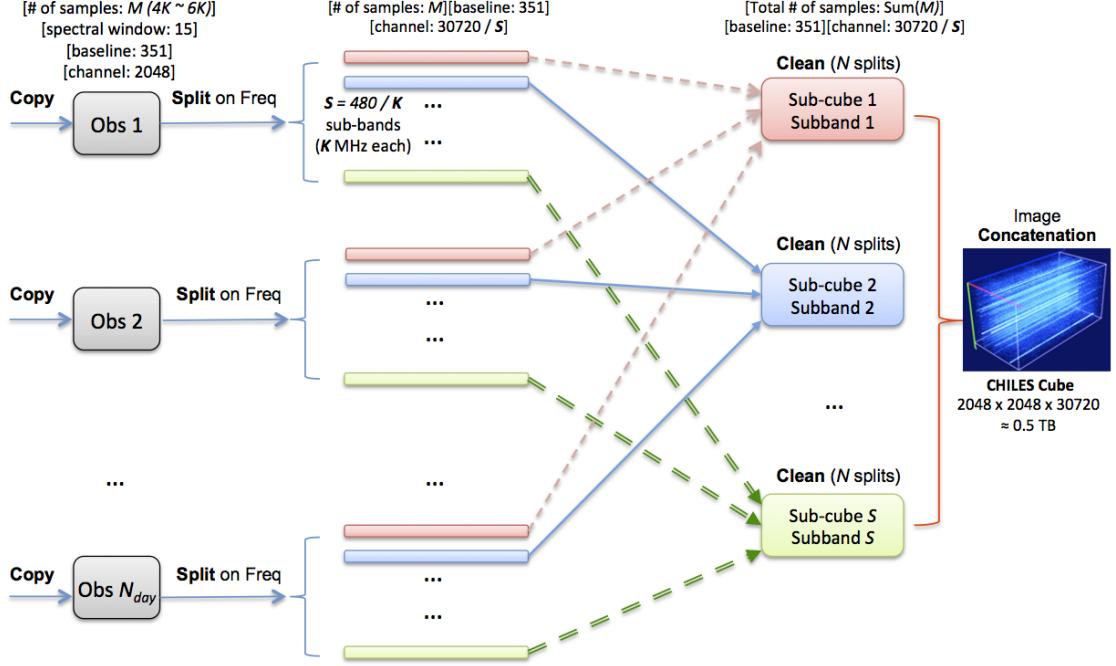 [# of samples: M (4K ~ 6K)]
[spectral window: 15]
[baseline: 351]
[channel: 2048]
[# of samples: M][baseline: 351]
[channel: 30720 / S]
[Total # of samples: Sum(M)]
[baseline: 351][channel: 30720 / S]
Copy
Obs 1
Split on Freq
S = 480 / K
sub-bands
(K MHz each)
...
...
Clean (N splits)
Sub-cube 1
Subband 1
Copy
Obs 2
Split on Freq
...
...
Clean (N splits)
Sub-cube 2
Subband 2
Image
Concatenation
CHILES Cube
2048 x 2048 x 30720
≈ 0.5 TB
...
...
...
Clean (N splits)
Sub-cube S
Subband S
Copy
Obs Nday
Split on Freq
...
...